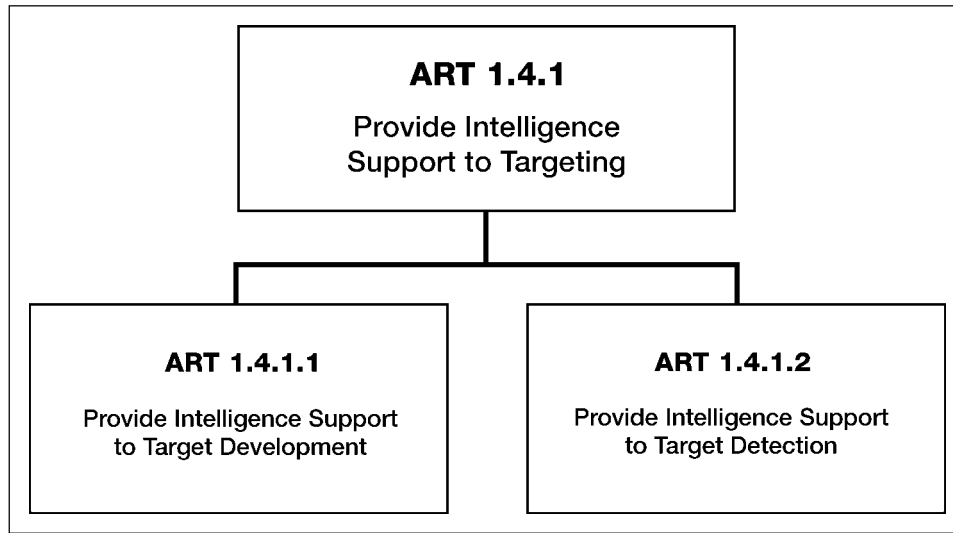 ART 1.4.1
Provide Intelligence
Support to Targeting
ART 1.4.1.1
Provide Intelligence Support
to Target Development
ART 1.4.1.2
Provide Intelligence Support
to Target Detection